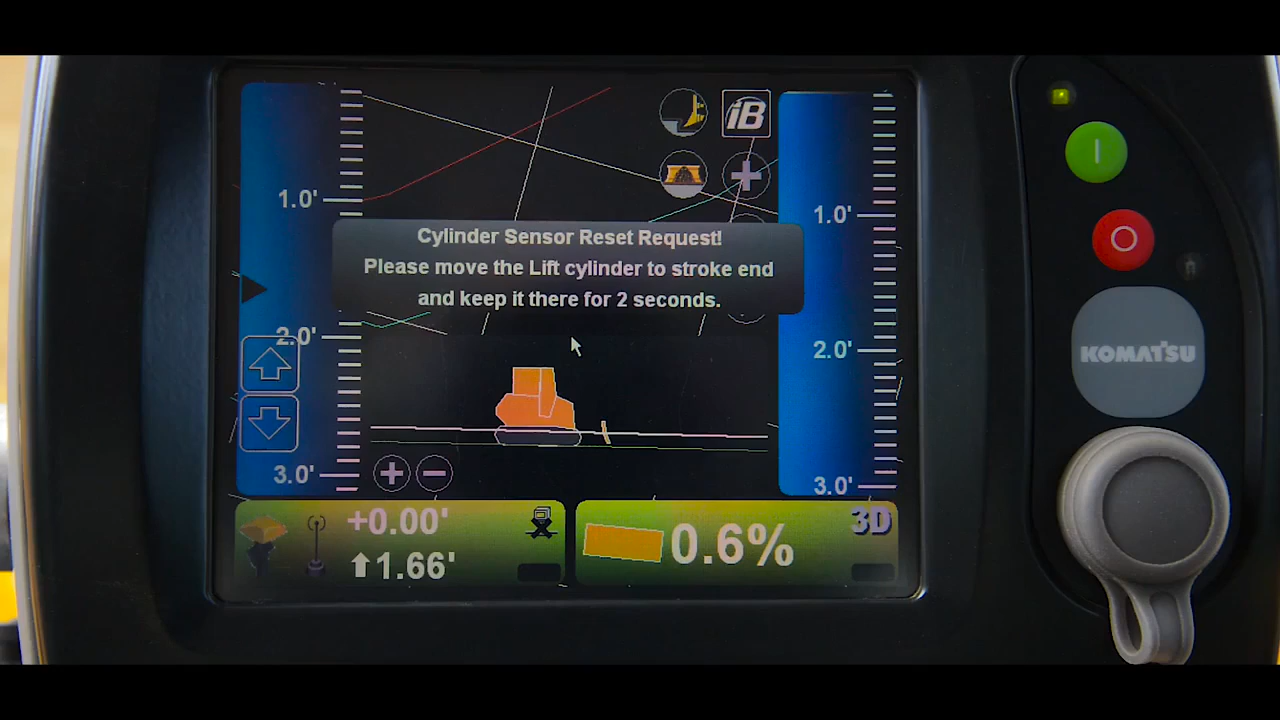 iB
1.0'
1.0'
Cylinder Sensor Reset Request!
Please move the Lift cylinder to stroke end
and keep it there for 2 seconds.
2.0'
2.0'
KOMATSU
3.0'
3.0'
+0.00'
1.66'
0.6%
3D